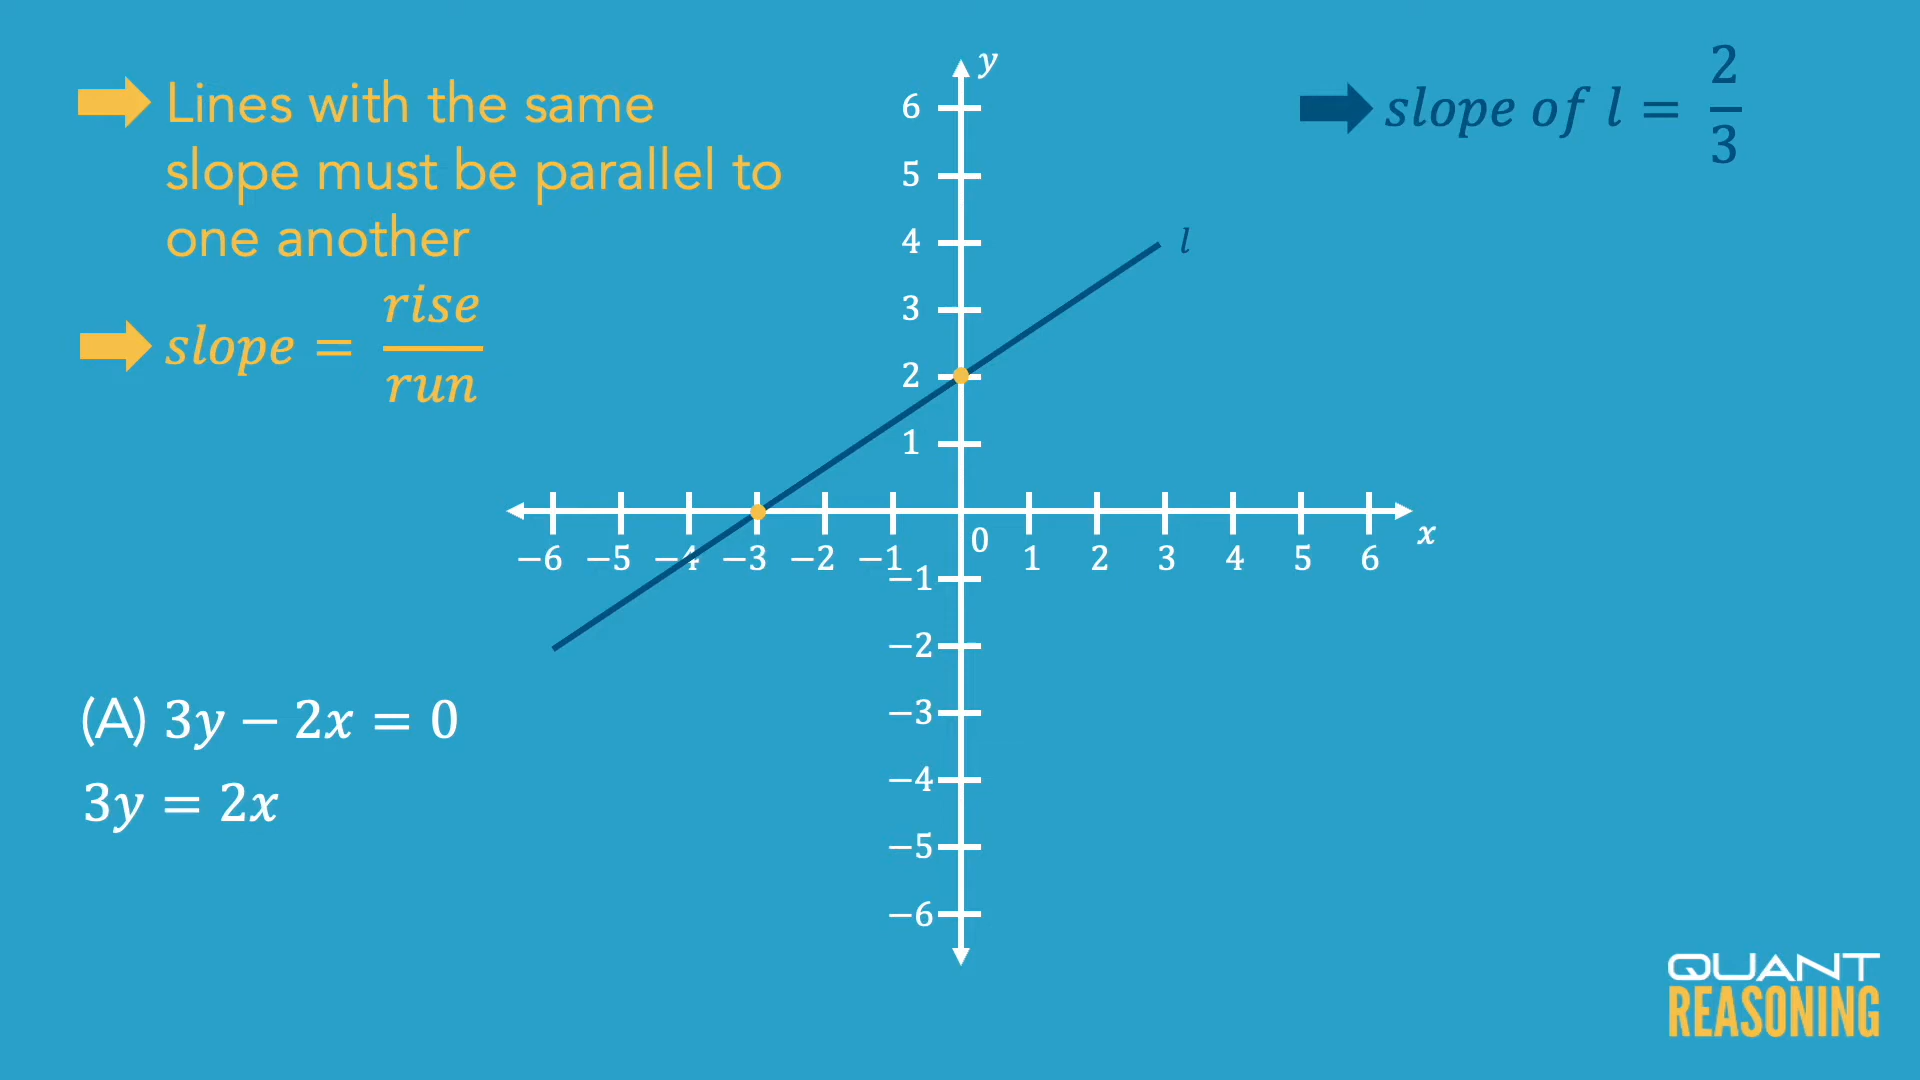 Lines with the same
slope must be parallel to
one another
slope = rise/run
(A) 3y − 2x = 0
3y = 2x
y
6
5
4
3
2
1
−6 −5 −4 −3 −2 −1 0 1 2 3 4 5 6
x
−1
−2
−3
−4
−5
−6
l
slope of l = 2/3
QUANT
REASONING